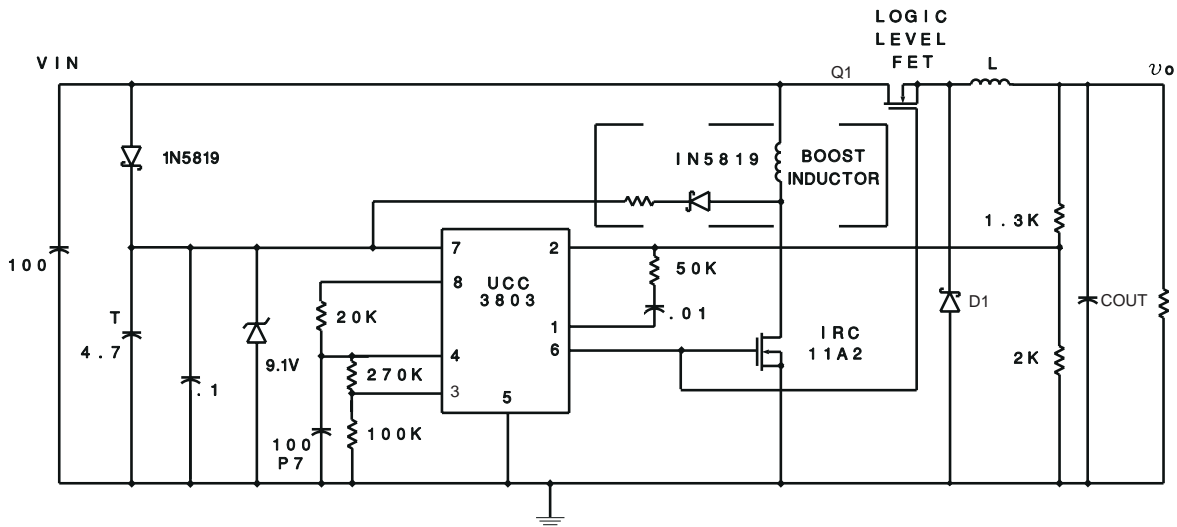 LOGIC
LEVEL
FET
VIN
Q1
L
υo
1N5819
IN5819
BOOST
INDUCTOR
1.3K
100
7
2
UCC
3803
8
50K
T
4.7
20K
.01
1
6
IRC
11A2
D1
COUT
9.1V
4
270K
3
2K
.1
5
100
P7
100K